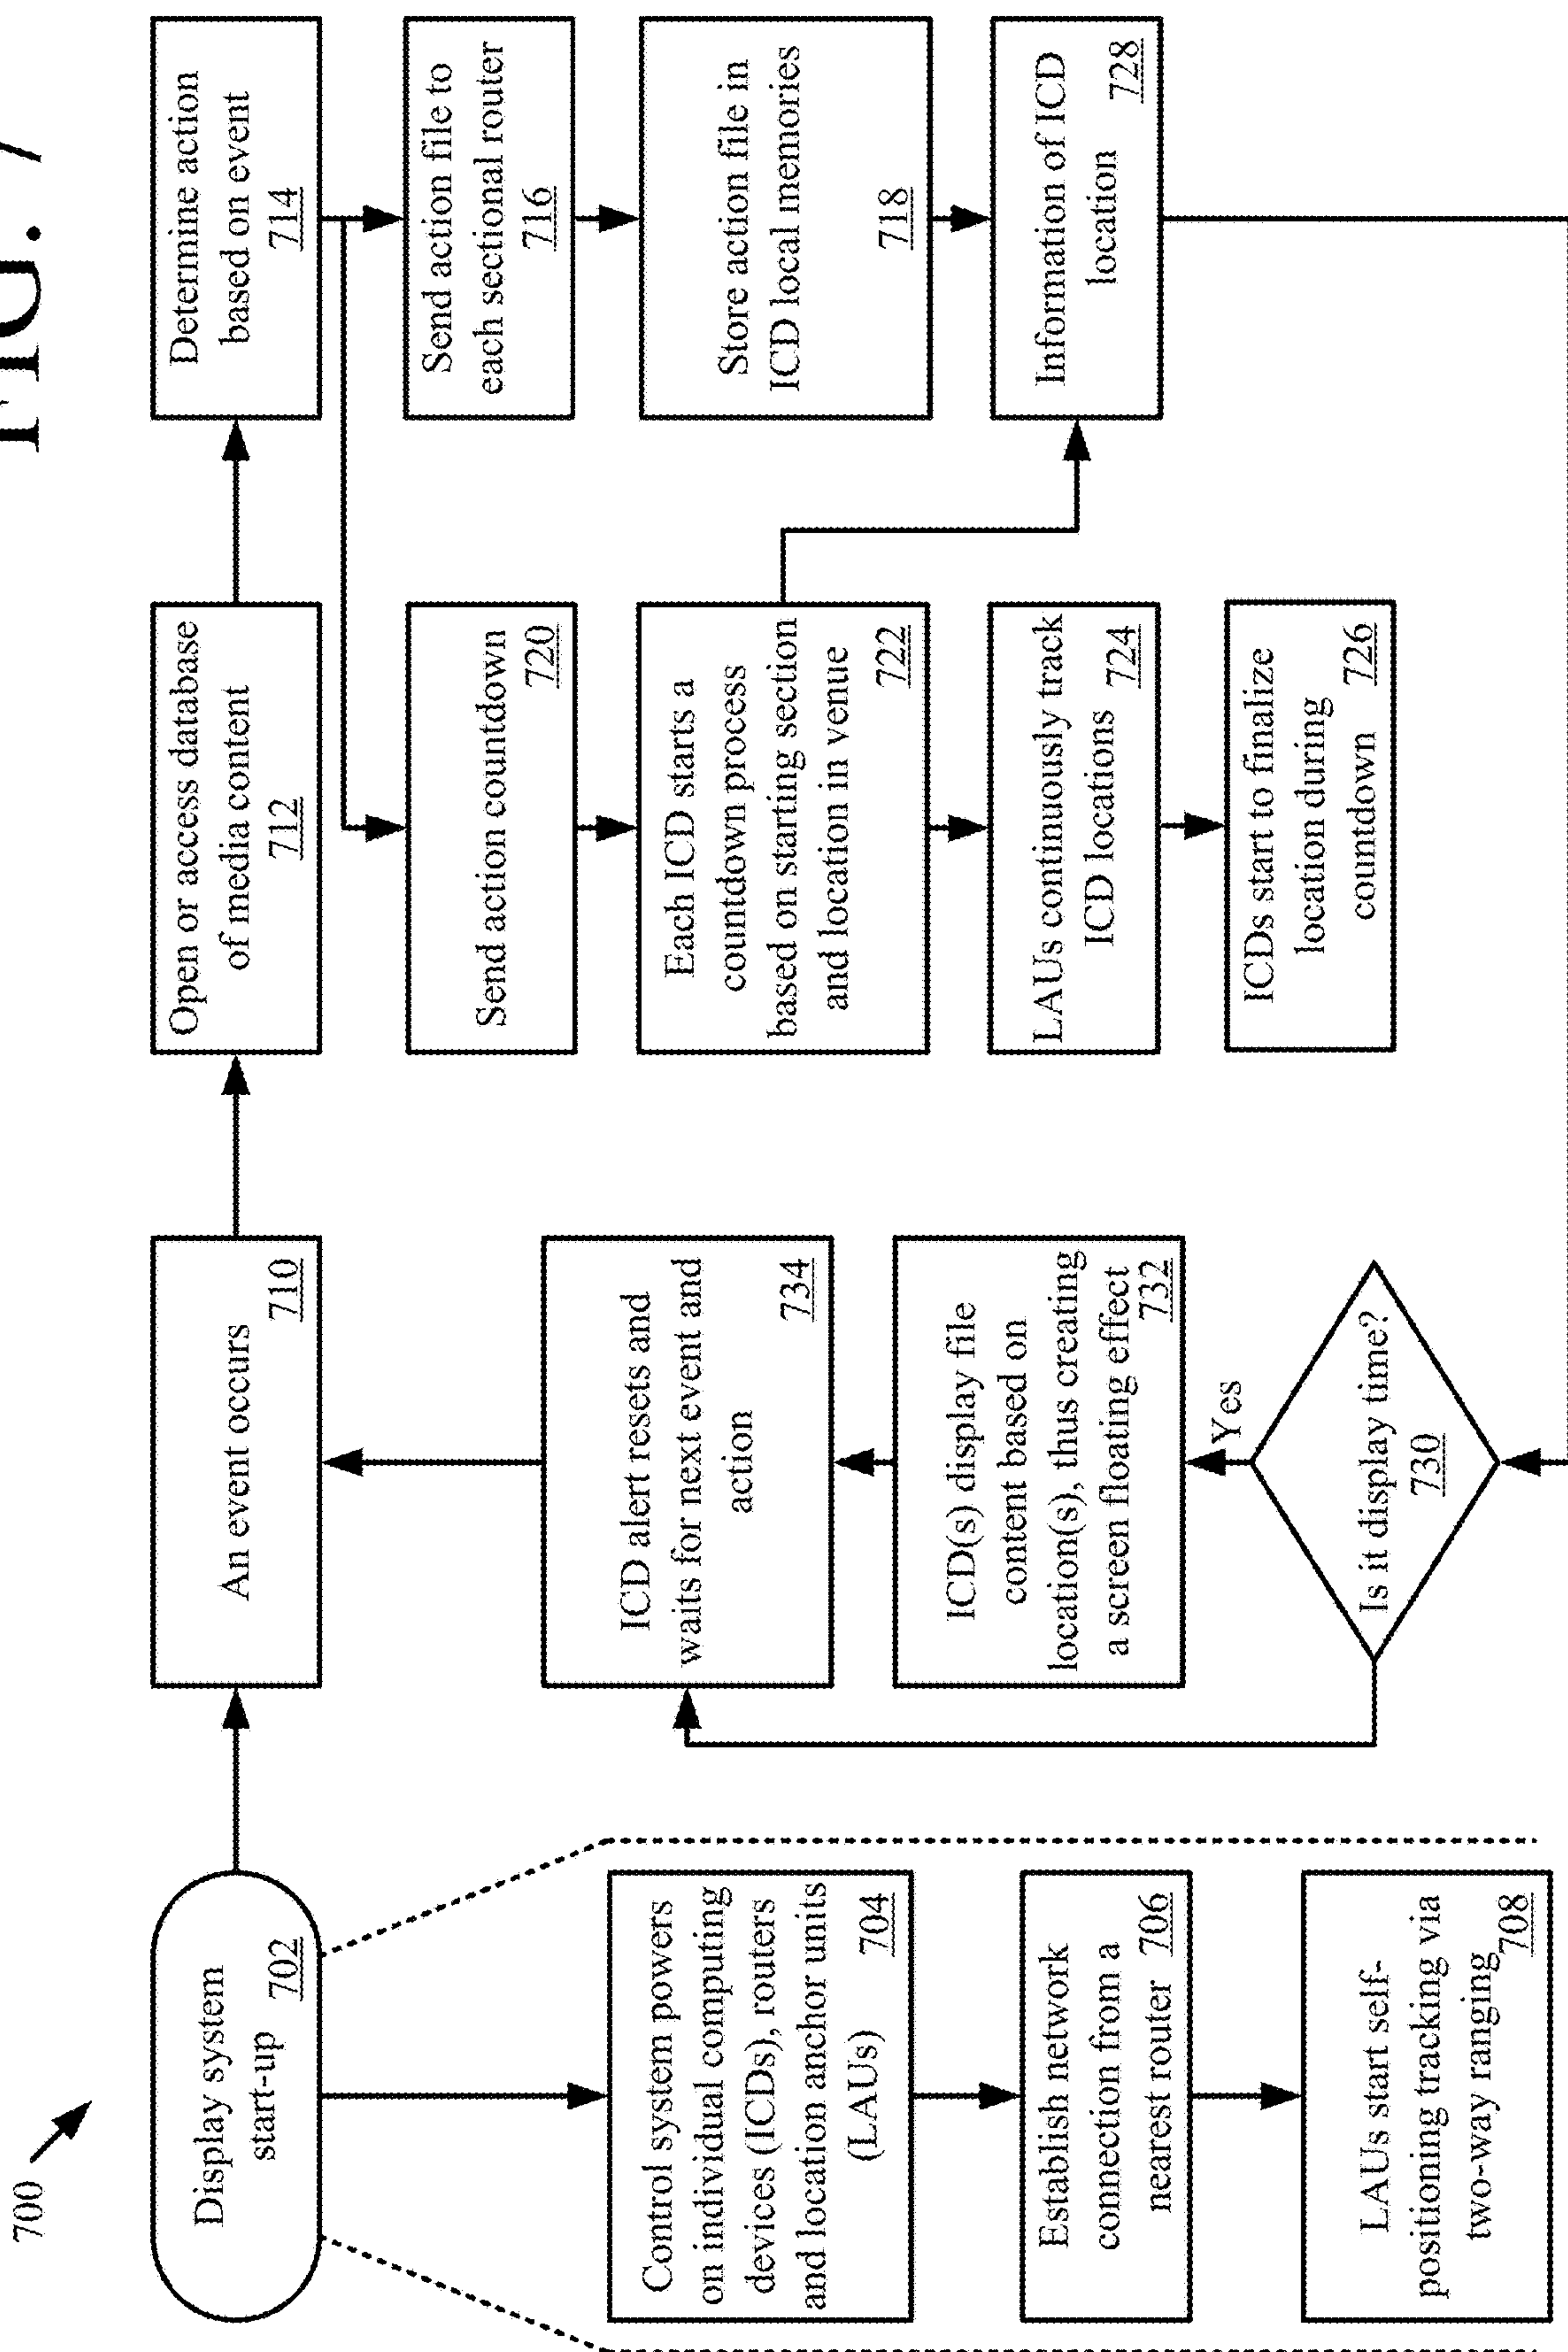 FIG. 7
700
Display system
start-up 702
Control system powers
on individual computing
devices (ICDs), routers
and location anchor units
(LAUs) 704
Establish network
connection from a
nearest router 706
LAUs start self-
positioning tracking via
two-way ranging 708
An event occurs
710
ICD alert resets and
waits for next event and
action 734
ICD(s) display file
content based on
location(s), thus creating
a screen floating effect
732
Yes
Is it display time?
730
Open or access database
of media content
712
Send action countdown
720
Each ICD starts a
countdown process
based on starting section
and location in venue
722
LAUs continuously track
ICD locations 724
ICDs start to finalize
location during
countdown 726
Determine action
based on event
714
Send action file to
each sectional router
716
Store action file in
ICD local memories
718
Information of ICD
location 728